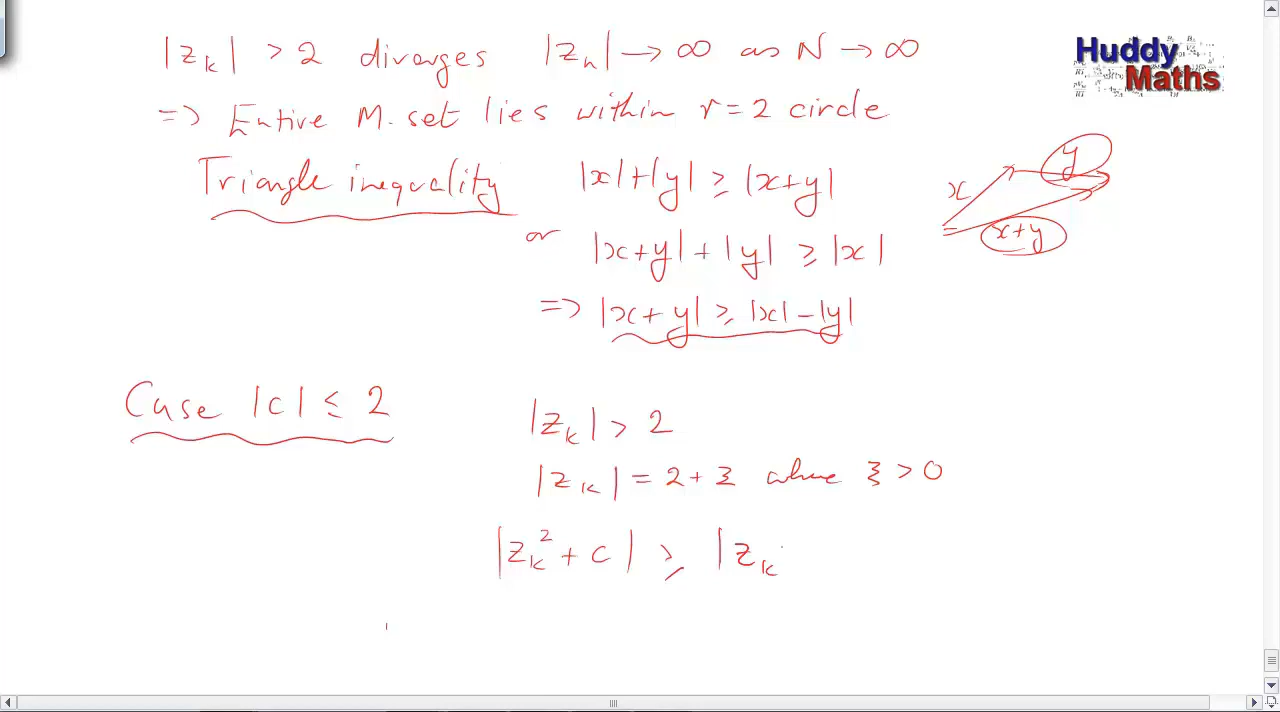 |z_k| > 2 diverges |z_n| → ∞ as N → ∞
Huddy Maths
⇒ Entire M.set lies within r = 2 circle
Triangle inequality |x| + |y| ≥ |x+y|
x y x+y
or |x+y| + |y| ≥ |x|
⇒ |x+y| ≥ |x| - |y|
Case |c| ≤ 2
|z_k| > 2
|z_k| = 2 + ξ where ξ > 0
|z_k² + c| ≥ |z_k